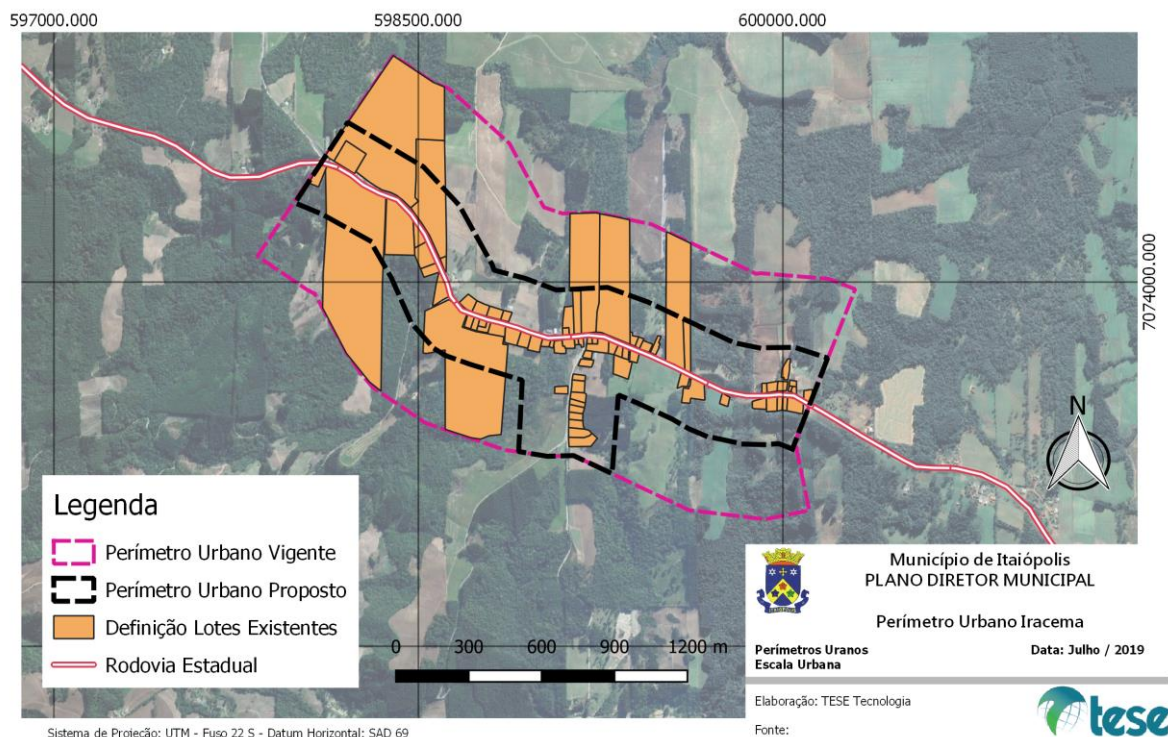 597000.000 598500.000 600000.000
7074000.000
N
Legenda
Perímetro Urbano Vigente
Perímetro Urbano Proposto
Definição Lotes Existentes
Rodovia Estadual
0 300 600 900 1200 m
Município de Itaiópolis
PLANO DIRETOR MUNICIPAL
Perímetro Urbano Iracema
Perímetros Uranos
Escala Urbana
Data: Julho / 2019
Elaboração: TESE Tecnologia
Fonte:
tese
Sistema de Projeção: UTM - Fuso 22 S - Datum Horizontal: SAD 69